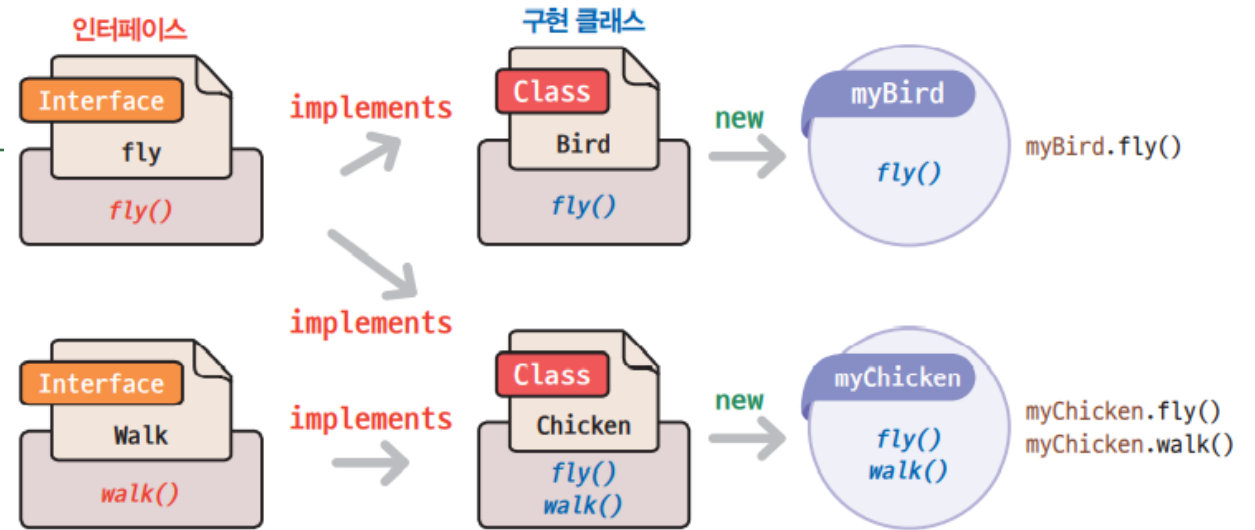 인터페이스
구현 클래스
Interface
fly
fly()
implements
Class
Bird
fly()
new
myBird
fly()
myBird.fly()
implements
Interface
Walk
walk()
implements
Class
Chicken
fly()
walk()
new
myChicken
fly()
walk()
myChicken.fly()
myChicken.walk()